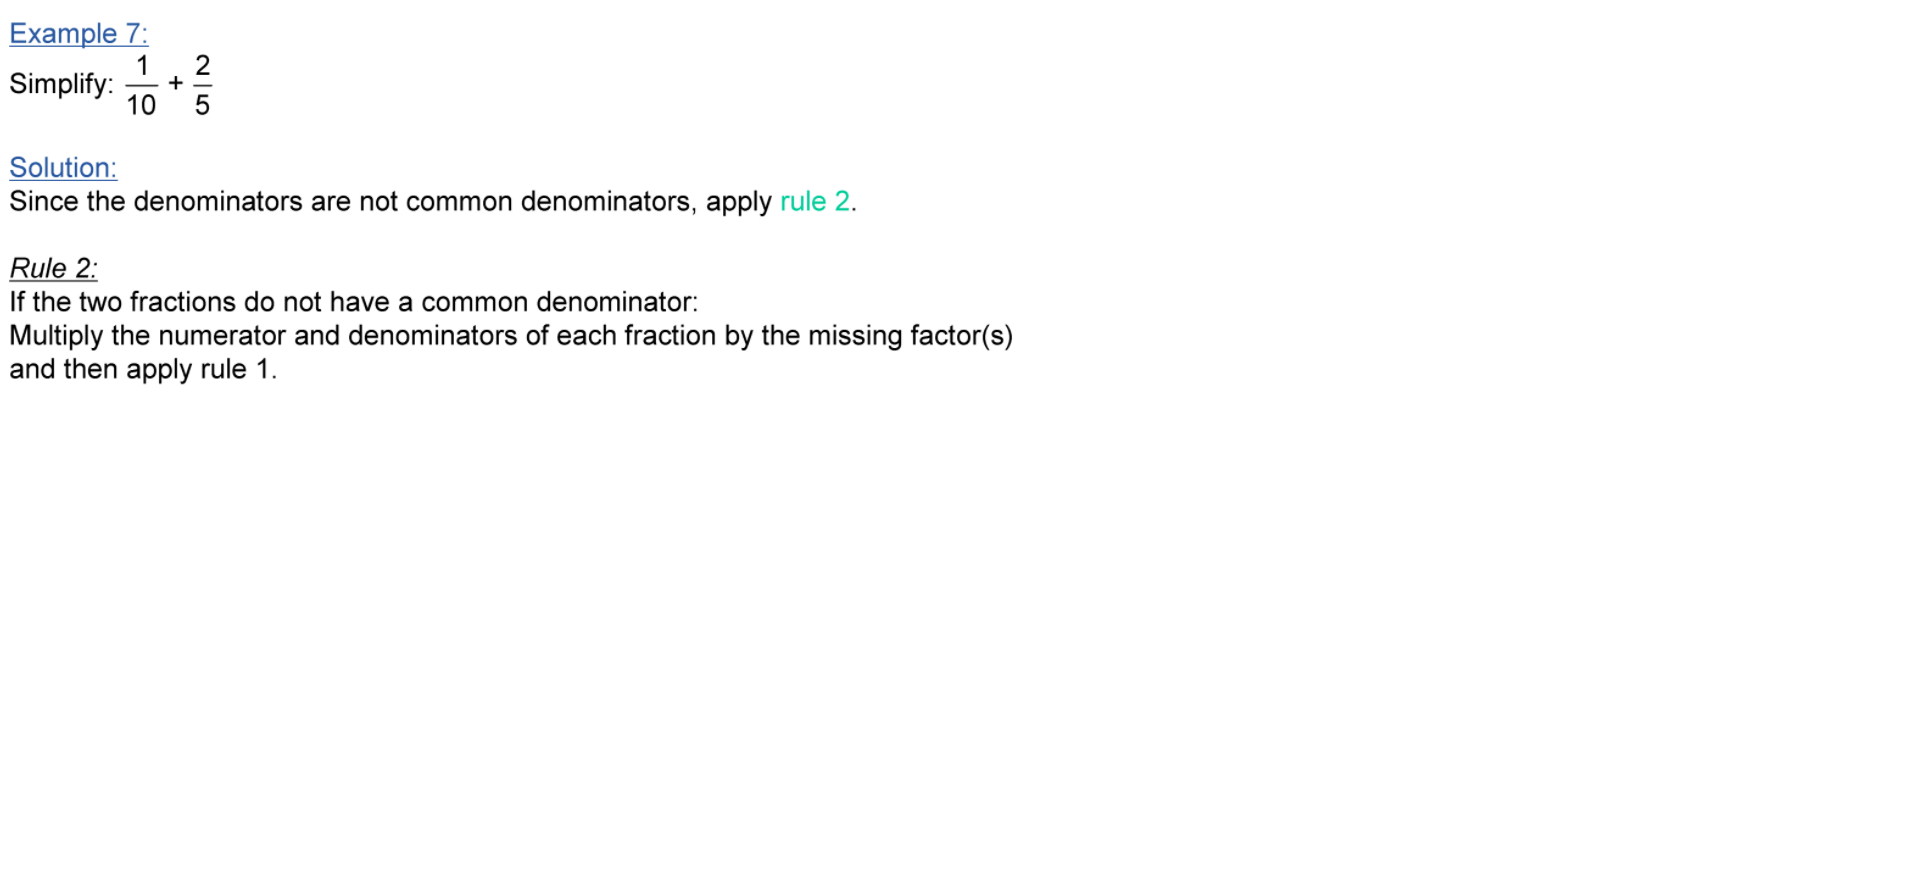 Example 7:
Simplify: 1/10 + 2/5
Solution:
Since the denominators are not common denominators, apply rule 2.
Rule 2:
If the two fractions do not have a common denominator:
Multiply the numerator and denominators of each fraction by the missing factor(s)
and then apply rule 1.